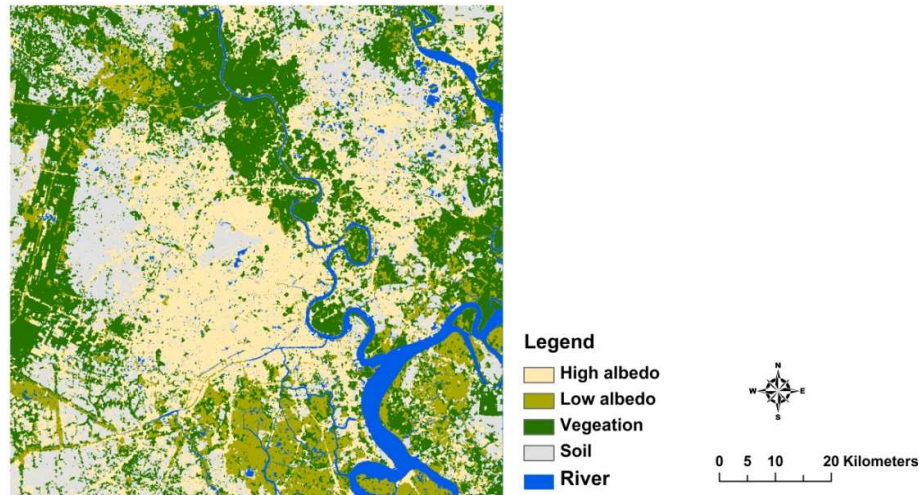 Legend
High albedo
Low albedo
Vegeation
Soil
River
N
W E
S
0 5 10 20 Kilometers